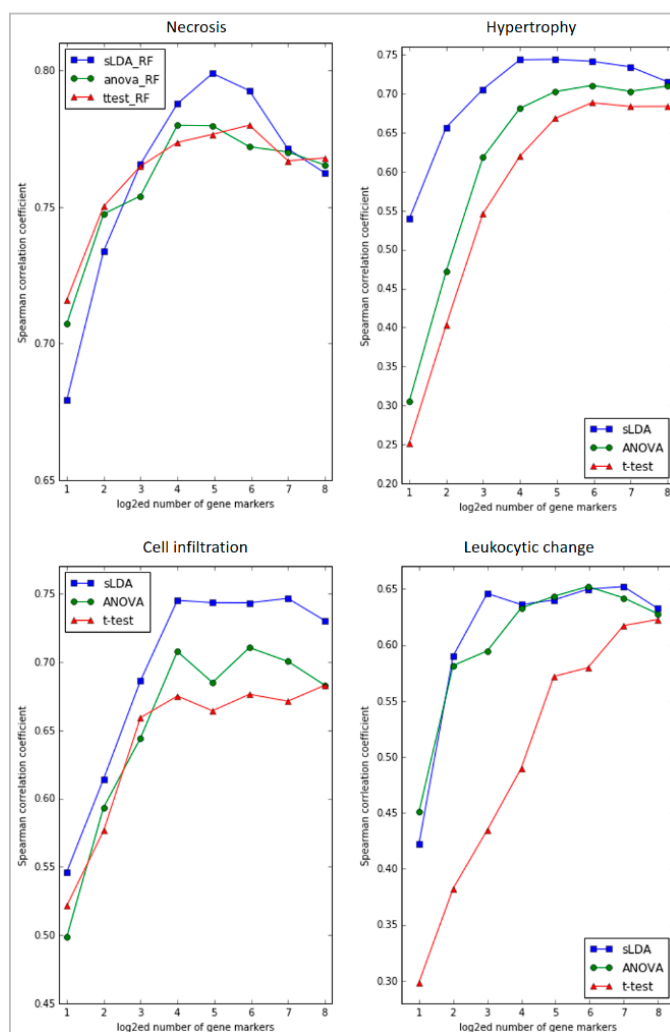 Necrosis
sLDA_RF
anova_RF
ttest_RF
0.80
0.75
0.70
0.65
Spearman correlation coefficient
1 2 3 4 5 6 7 8
log2ed number of gene markers
Hypertrophy
0.75
0.70
0.65
0.60
0.55
0.50
0.45
0.40
0.35
0.30
0.25
0.20
Spearman correlation coefficient
sLDA
ANOVA
t-test
1 2 3 4 5 6 7 8
log2ed number of gene markers
Cell infiltration
sLDA
ANOVA
t-test
0.75
0.70
0.65
0.60
0.55
0.50
0.45
Spearman correlation coefficient
1 2 3 4 5 6 7 8
log2ed number of gene markers
Leukocytic change
0.65
0.60
0.55
0.50
0.45
0.40
0.35
0.30
Spearman corrleation coefficient
sLDA
ANOVA
t-test
1 2 3 4 5 6 7 8
log2ed number of gene markers